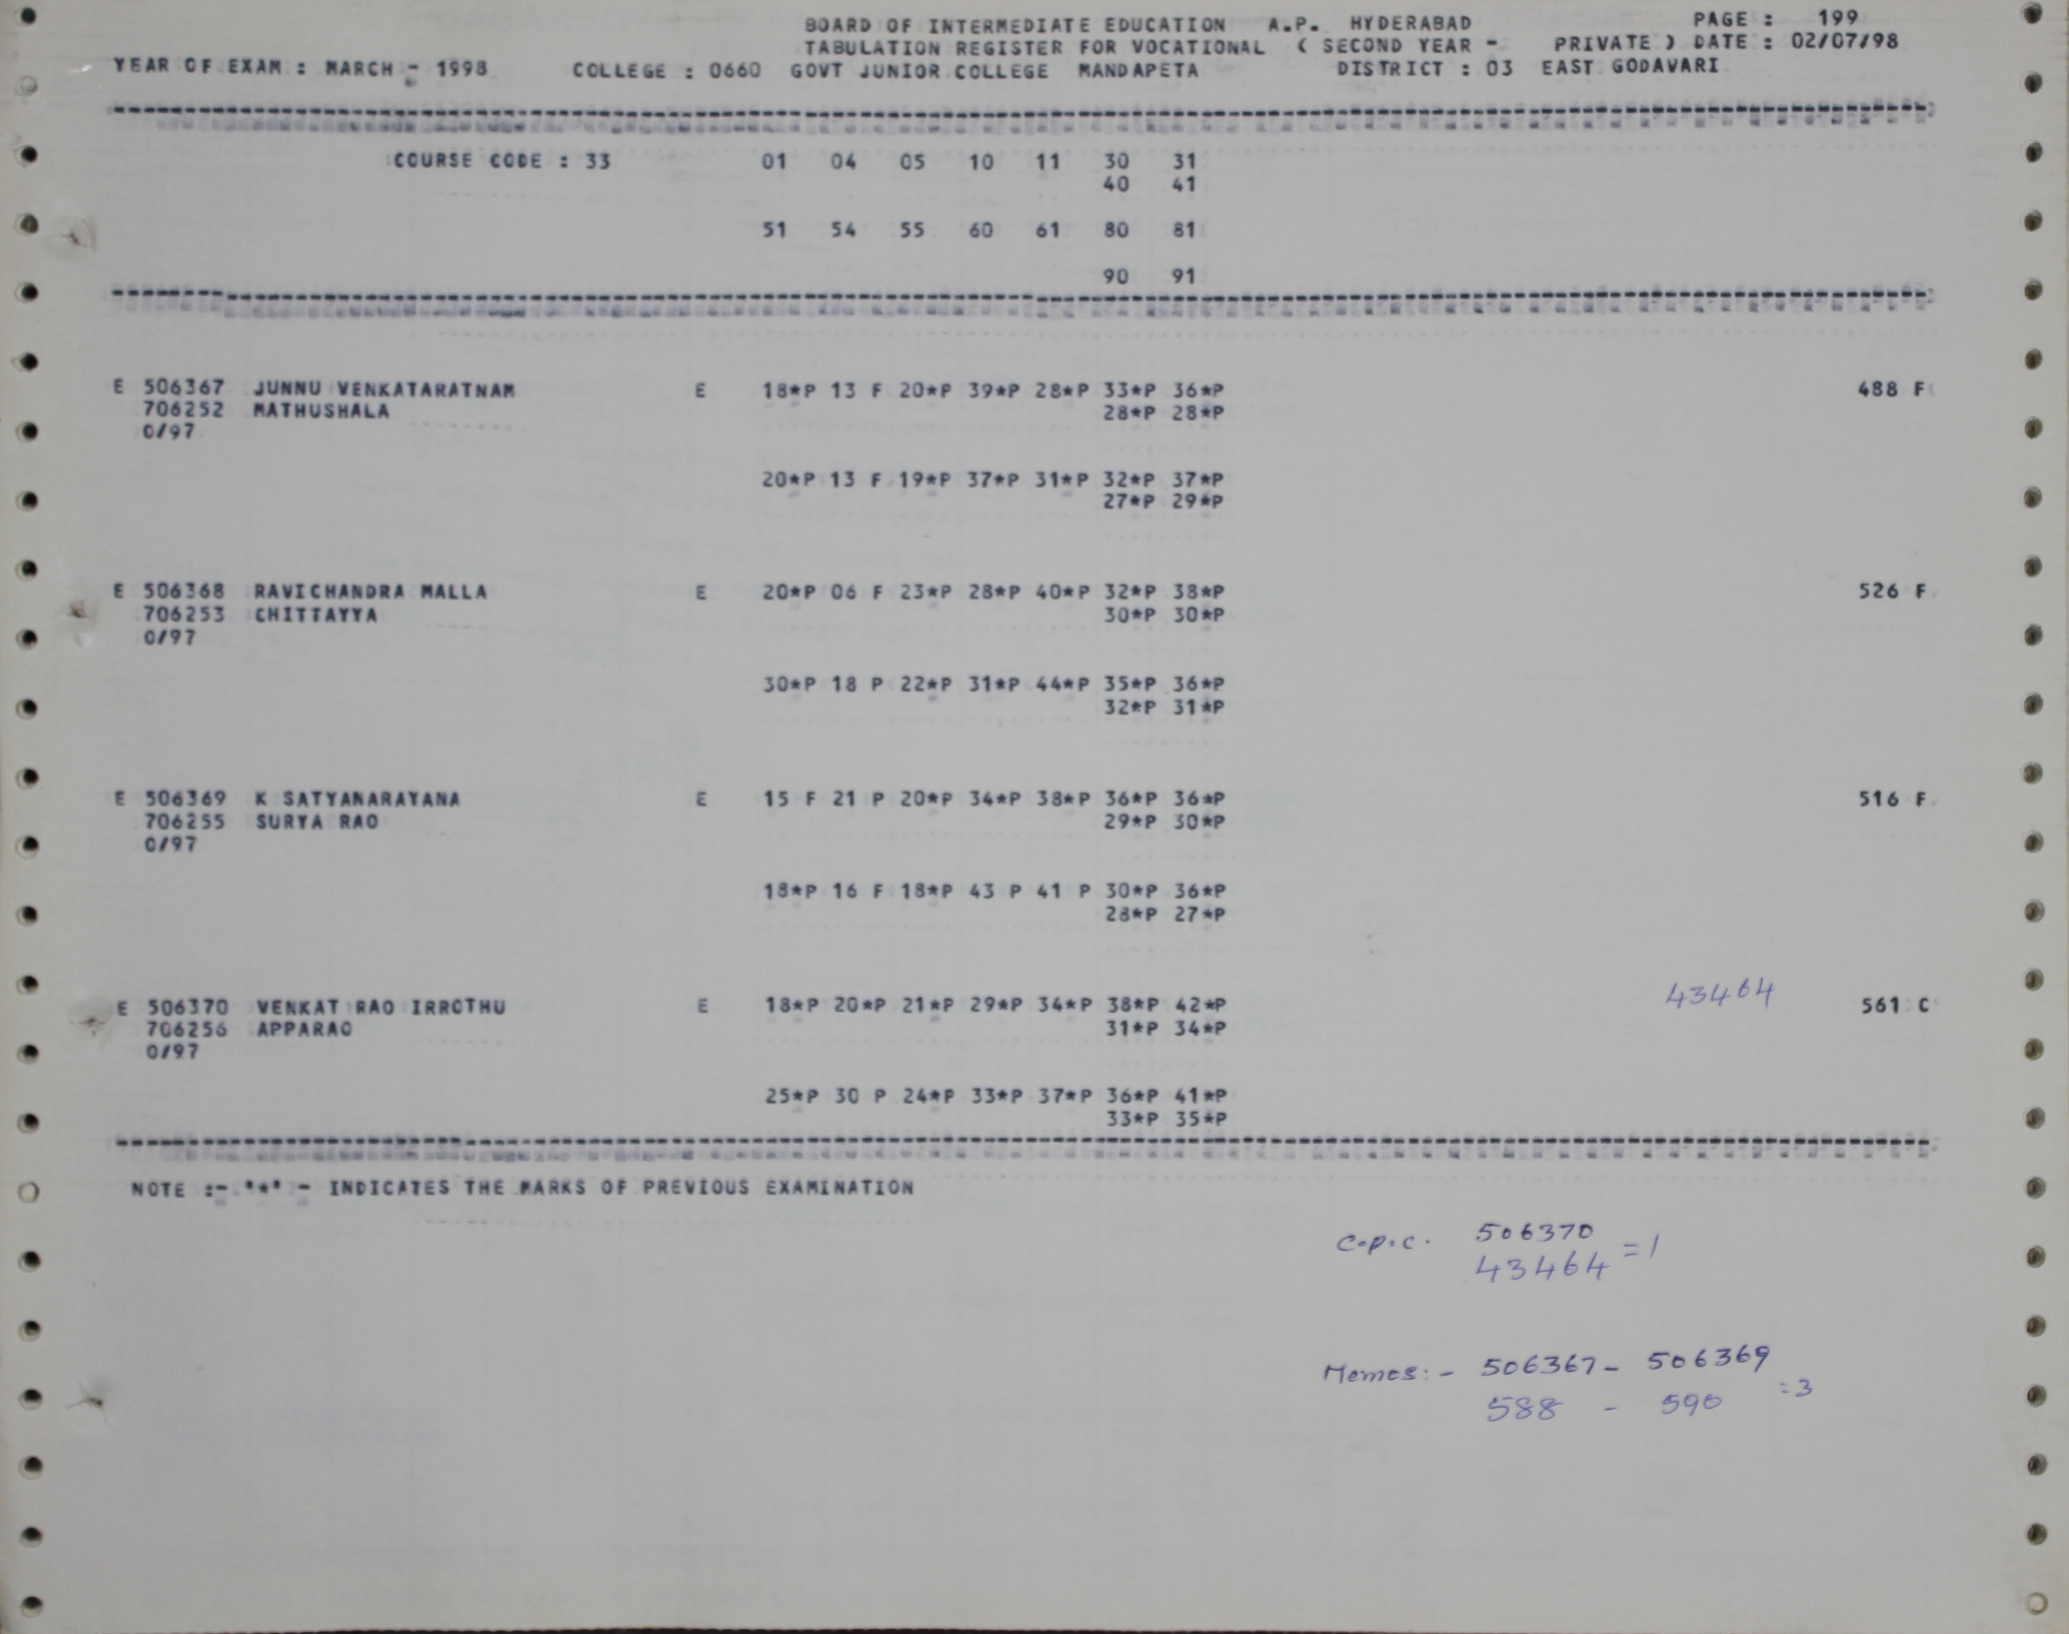 BOARD OF INTERMEDIATE EDUCATION A.P. HYDERABAD PAGE : 199
TABULATION REGISTER FOR VOCATIONAL ( SECOND YEAR - PRIVATE ) DATE : 02/07/98
YEAR OF EXAM : MARCH - 1998 COLLEGE : 0660 GOVT JUNIOR COLLEGE MANDAPETA DISTRICT : 03 EAST GODAVARI
COURSE CODE : 33 01 04 05 10 11 30 31
40 41
51 54 55 60 61 80 81
90 91
E 506367 JUNNU VENKATARATNAM E 18*P 13 F 20*P 39*P 28*P 33*P 36*P 488 F
706252 MATHUSHALA 28*P 28*P
0/97
20*P 13 F 19*P 37*P 31*P 32*P 37*P
27*P 29*P
E 506368 RAVICHANDRA MALLA E 20*P 06 F 23*P 28*P 40*P 32*P 38*P 526 F
706253 CHITTAYYA 30*P 30*P
0/97
30*P 18 P 22*P 31*P 44*P 35*P 36*P
32*P 31*P
E 506369 K SATYANARAYANA E 15 F 21 P 20*P 34*P 38*P 36*P 36*P 516 F
706255 SURYA RAO 29*P 30*P
0/97
18*P 16 F 18*P 43 P 41 P 30*P 36*P
28*P 27*P
E 506370 VENKAT RAO IRROTHU E 18*P 20*P 21*P 29*P 34*P 38*P 42*P 43464 561 C
706256 APPARAO 31*P 34*P
0/97
25*P 30 P 24*P 33*P 37*P 36*P 41*P
33*P 35*P
NOTE :- '*' - INDICATES THE MARKS OF PREVIOUS EXAMINATION
C.P.C. 506370
43464 = 1
Memos:- 506367 - 506369
588 - 590 = 3